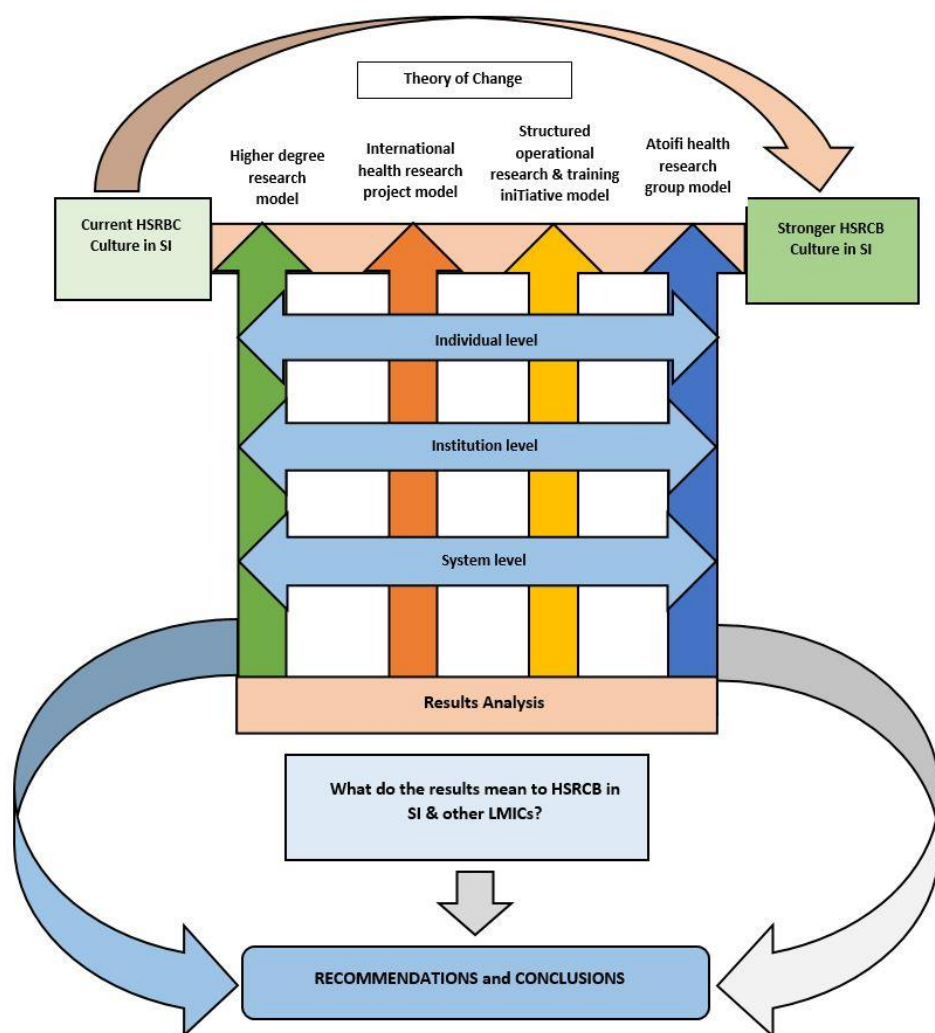 Theory of Change
Higher degree
research
model
International
health research
project model
Structured
operational
research & training
iniTiative model
Atoifi health
research
group model
Current HSRBC
Culture in SI
Stronger HSRCB
Culture in SI
Individual level
Institution level
System level
Results Analysis
What do the results mean to HSRCB in
SI & other LMICs?
RECOMMENDATIONS and CONCLUSIONS